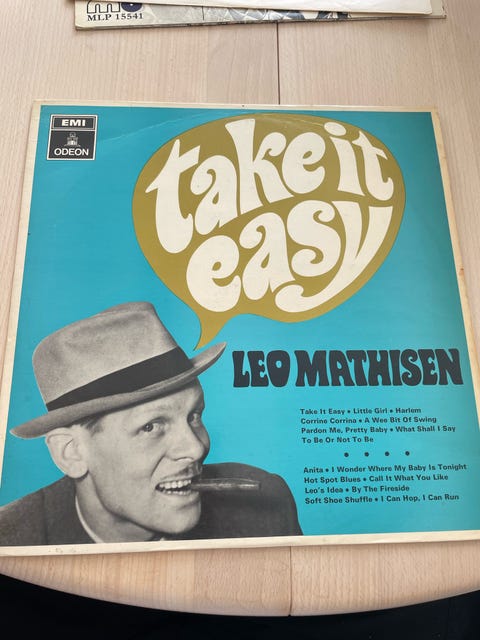 MLP 15541
EMI
ODEON
take it
easy
LEO MATHISEN
Take It Easy • Little Girl • Harlem
Corrine Corrina • A Wee Bit Of Swing
Pardon Me, Pretty Baby • What Shall I Say
To Be Or Not To Be
• • • •
Anita • I Wonder Where My Baby Is Tonight
Hot Spot Blues • Call It What You Like
Leo's Idea • By The Fireside
Soft Shoe Shuffle • I Can Hop, I Can Run